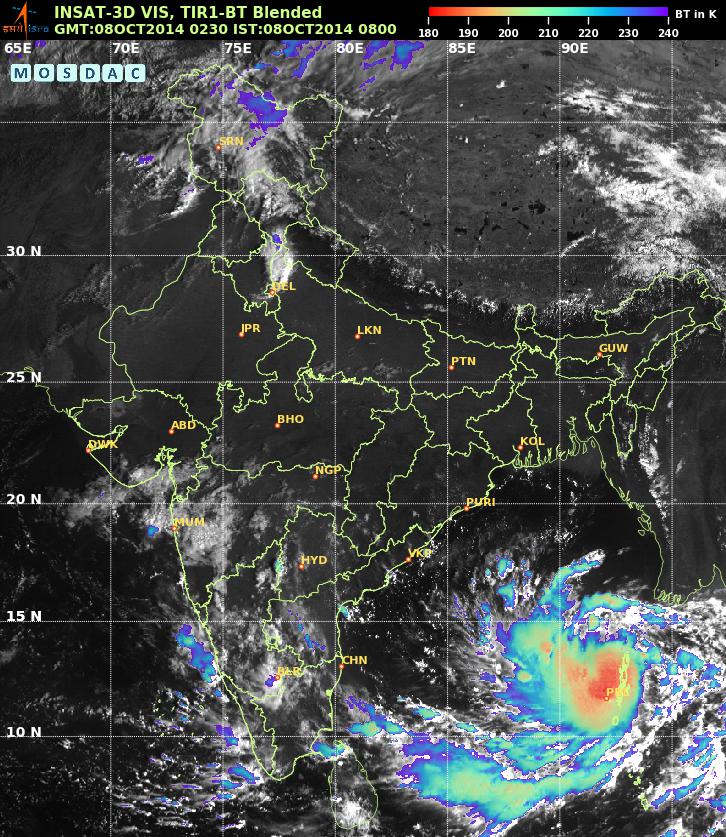 INSAT-3D VIS, TIR1-BT Blended
GMT:08OCT2014 0230 IST:08OCT2014 0800
BT in K
180 190 200 210 220 230 240
65E 70E 75E 80E 85E 90E
MOSDAC
SRN
30 N
DEL
JPR
LKN
GUW
PTN
25 N
ABD
BHO
DWK
KOL
NGP
20 N
PURI
MUM
HYD
15 N
CHN
BLR
10 N